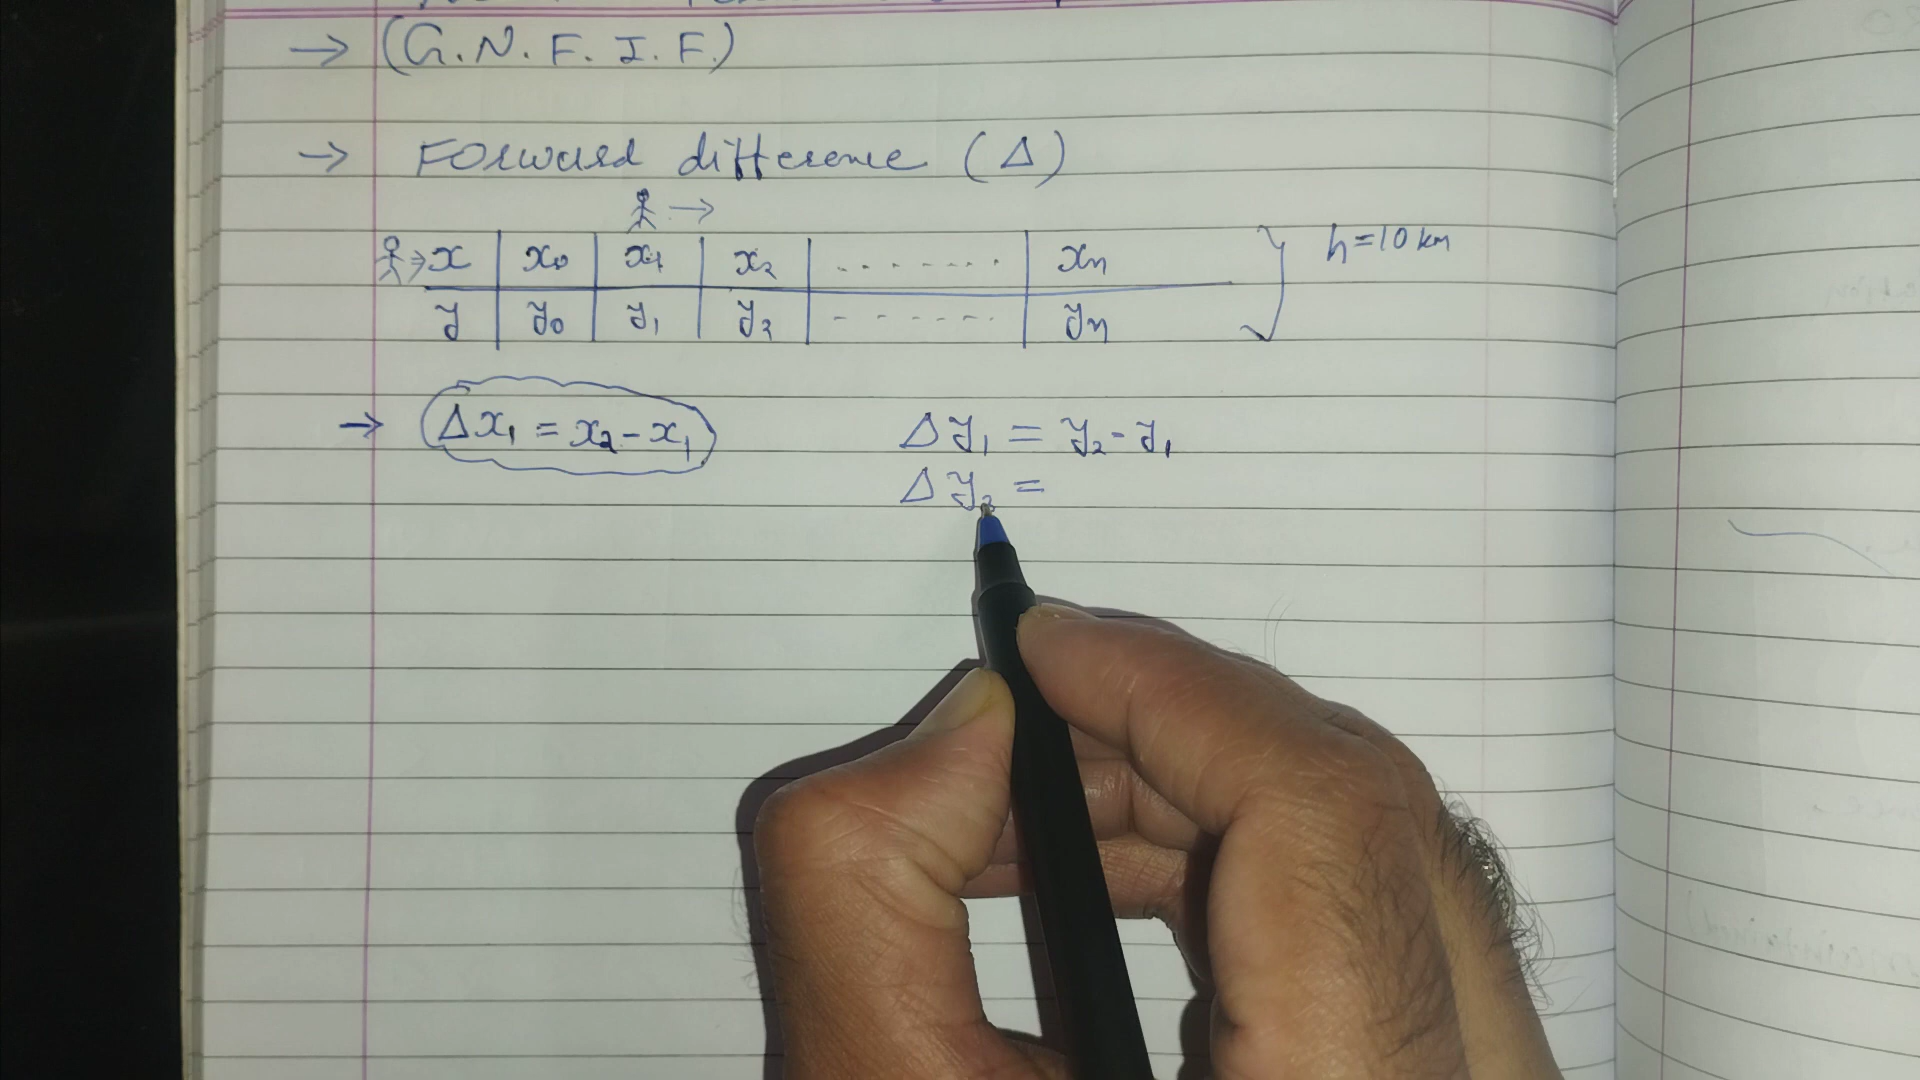 → (G.N.F.I.F.)
→ Forward difference (Δ)
→
⇒ x | x₀ | x₁ | x₂ | . . . . . . . | xₙ h=10 km
y | y₀ | y₁ | y₂ | - - - - - - . | yₙ
→ Δx₁ = x₂ - x₁ Δy₁ = y₂ - y₁
Δy₂ =